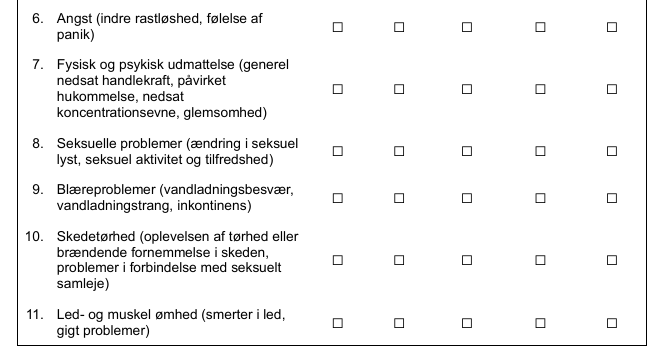 6. Angst (indre rastløshed, følelse af
panik)
7. Fysisk og psykisk udmattelse (generel
nedsat handlekraft, påvirket
hukommelse, nedsat
koncentrationsevne, glemsomhed)
8. Seksuelle problemer (ændring i seksuel
lyst, seksuel aktivitet og tilfredshed)
9. Blæreproblemer (vandladningsbesvær,
vandladningstrang, inkontinens)
10. Skedetørhed (oplevelsen af tørhed eller
brændende fornemmelse i skeden,
problemer i forbindelse med seksuelt
samleje)
11. Led- og muskel ømhed (smerter i led,
gigt problemer)